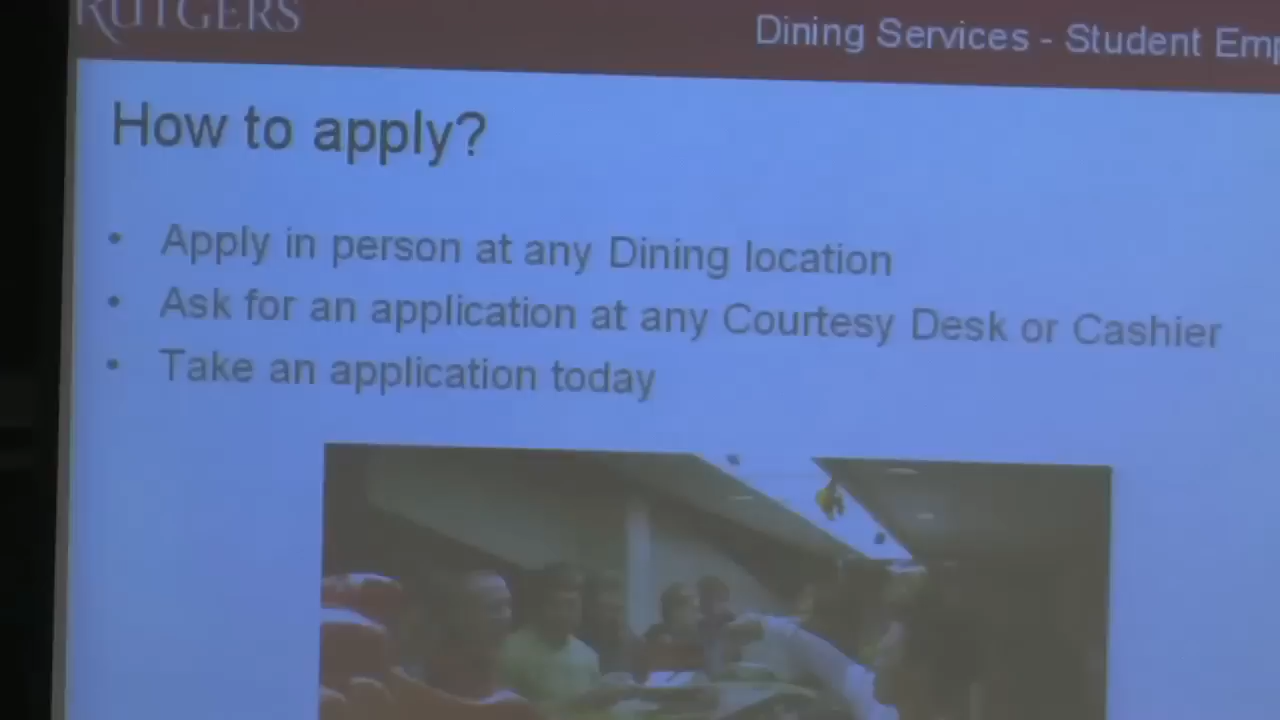 RUTGERS
Dining Services - Student
How to apply?
• Apply in person at any Dining location
• Ask for an application at any Courtesy Desk or Cashier
• Take an application today